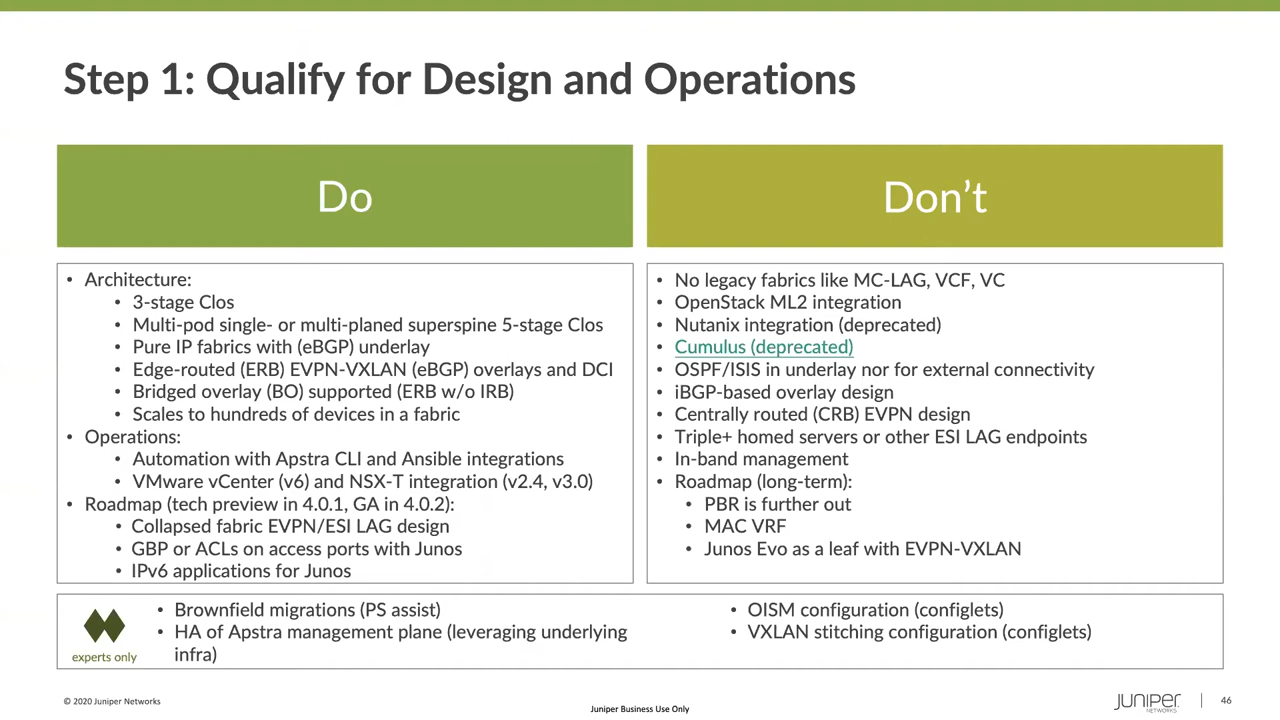 Step 1: Qualify for Design and Operations
Do
• Architecture:
• 3-stage Clos
• Multi-pod single- or multi-planed superspine 5-stage Clos
• Pure IP fabrics with (eBGP) underlay
• Edge-routed (ERB) EVPN-VXLAN (eBGP) overlays and DCI
• Bridged overlay (BO) supported (ERB w/o IRB)
• Scales to hundreds of devices in a fabric
• Operations:
• Automation with Apstra CLI and Ansible integrations
• VMware vCenter (v6) and NSX-T integration (v2.4, v3.0)
• Roadmap (tech preview in 4.0.1, GA in 4.0.2):
• Collapsed fabric EVPN/ESI LAG design
• GBP or ACLs on access ports with Junos
• IPv6 applications for Junos
Don’t
• No legacy fabrics like MC-LAG, VCF, VC
• OpenStack ML2 integration
• Nutanix integration (deprecated)
• Cumulus (deprecated)
• OSPF/ISIS in underlay nor for external connectivity
• iBGP-based overlay design
• Centrally routed (CRB) EVPN design
• Triple+ homed servers or other ESI LAG endpoints
• In-band management
• Roadmap (long-term):
• PBR is further out
• MAC VRF
• Junos Evo as a leaf with EVPN-VXLAN
experts only
• Brownfield migrations (PS assist)
• HA of Apstra management plane (leveraging underlying
infra)
• OISM configuration (configlets)
• VXLAN stitching configuration (configlets)
© 2020 Juniper Networks
Juniper Business Use Only
JUNIPER
NETWORKS
46